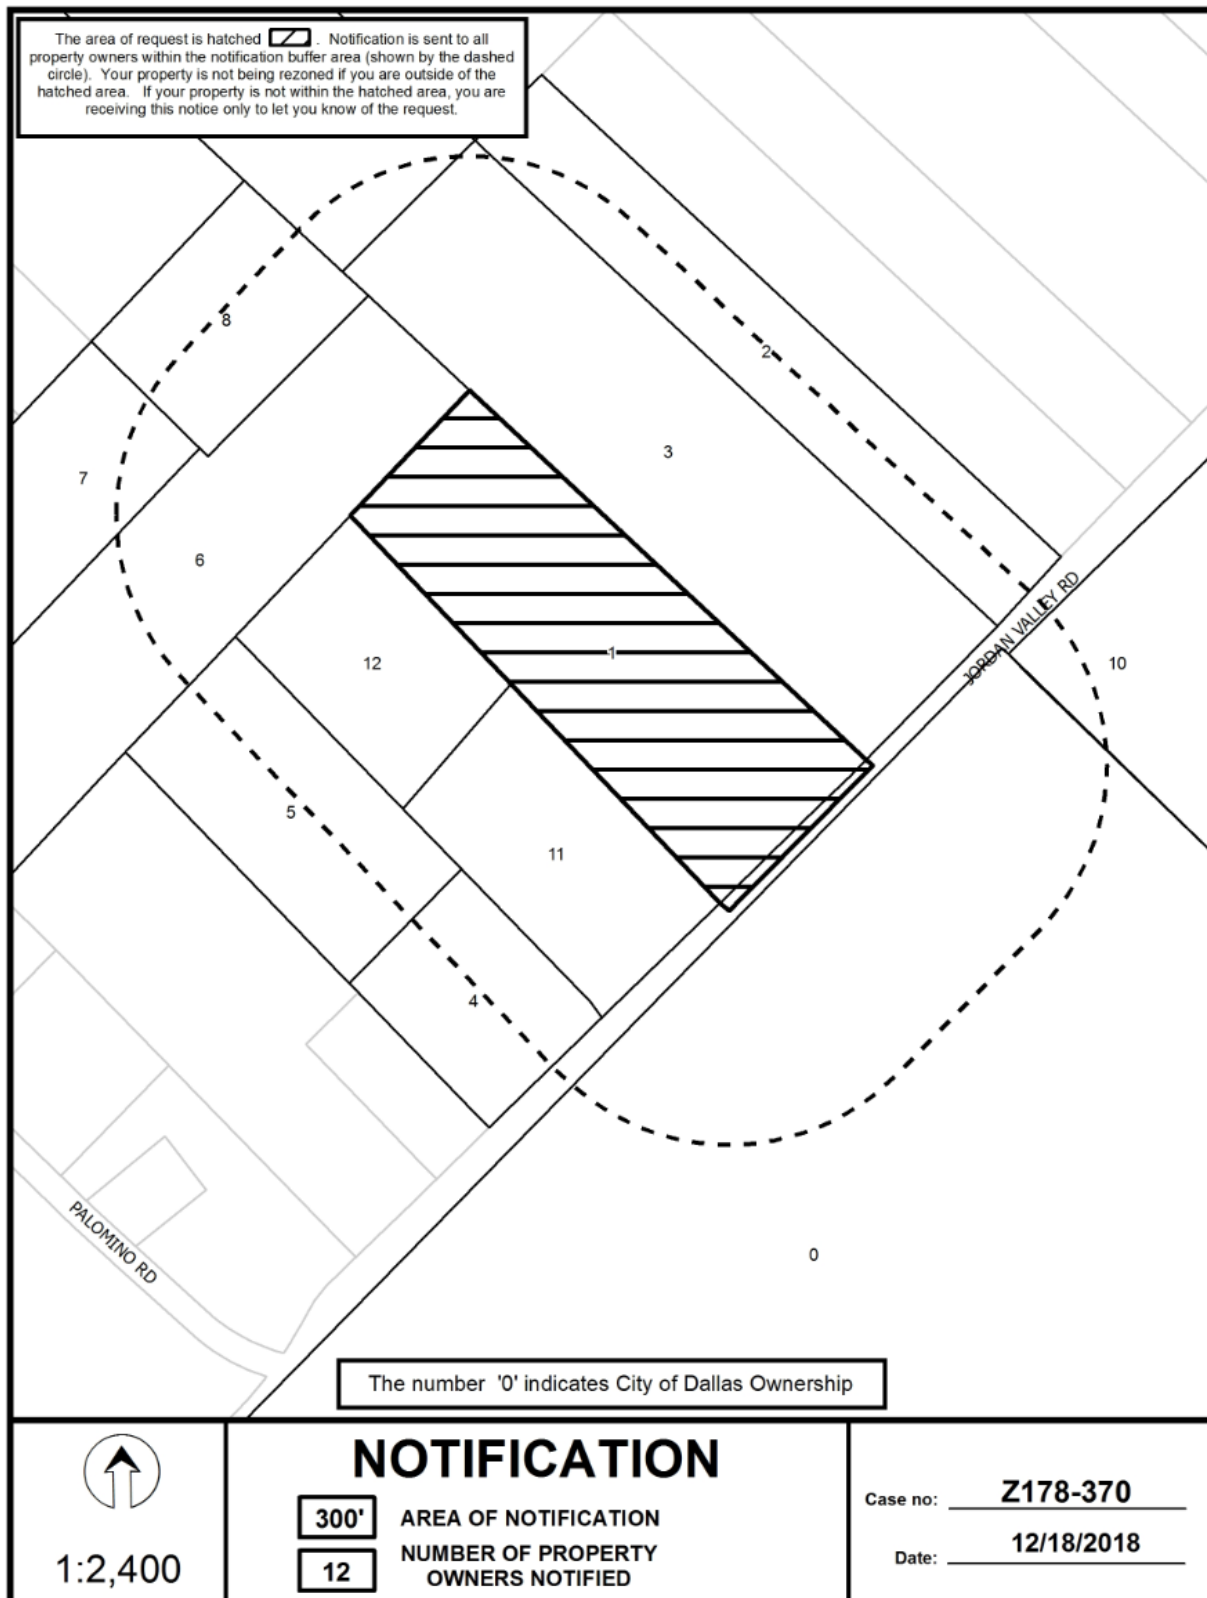 The area of request is hatched . Notification is sent to all
property owners within the notification buffer area (shown by the dashed
circle). Your property is not being rezoned if you are outside of the
hatched area. If your property is not within the hatched area, you are
receiving this notice only to let you know of the request.
8
2
3
7
6
1
12
JORDAN VALLEY RD
10
5
11
4
PALOMINO RD
0
The number '0' indicates City of Dallas Ownership
1:2,400
NOTIFICATION
300' AREA OF NOTIFICATION
12 NUMBER OF PROPERTY
OWNERS NOTIFIED
Case no: Z178-370
Date: 12/18/2018